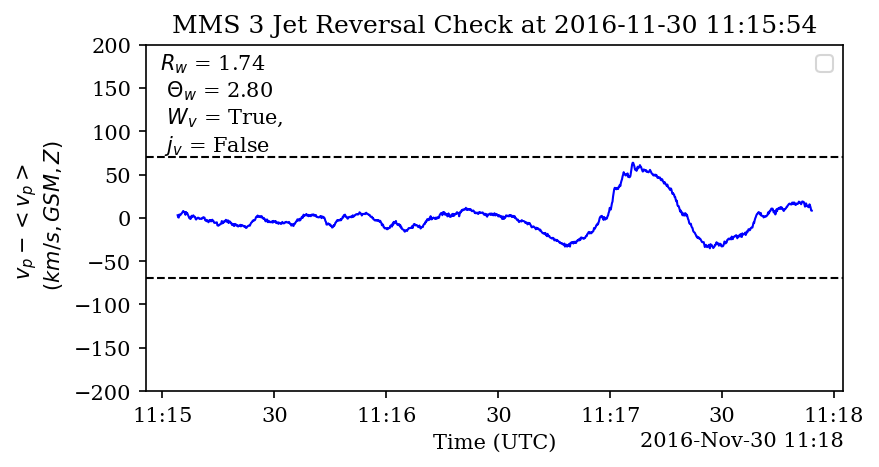 MMS 3 Jet Reversal Check at 2016-11-30 11:15:54
R_w = 1.74
Θ_w = 2.80
W_v = True,
j_v = False
v_p − < v_p >
(km/s, GSM, Z)
200
150
100
50
0
−50
−100
−150
−200
11:15 30 11:16 30 11:17 30 11:18
Time (UTC)
2016-Nov-30 11:18